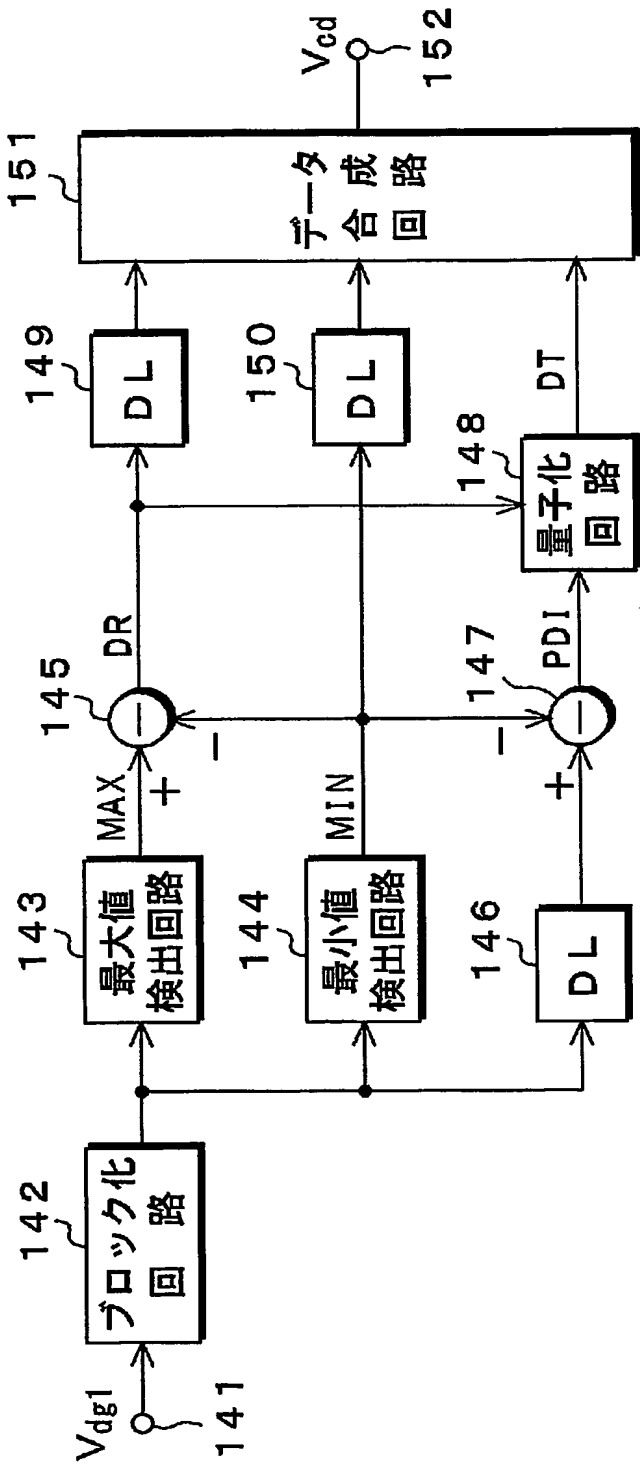 Vdg1
141
142
ブロック化
回 路
143
最大値
検出回路
144
最小値
検出回路
146
DL
MAX
+
MIN
+
145
−
−
DR
147
−
−
PDI
148
量子化
回 路
149
DL
150
DL
DT
151
データ
合 成
回 路
Vcd
152